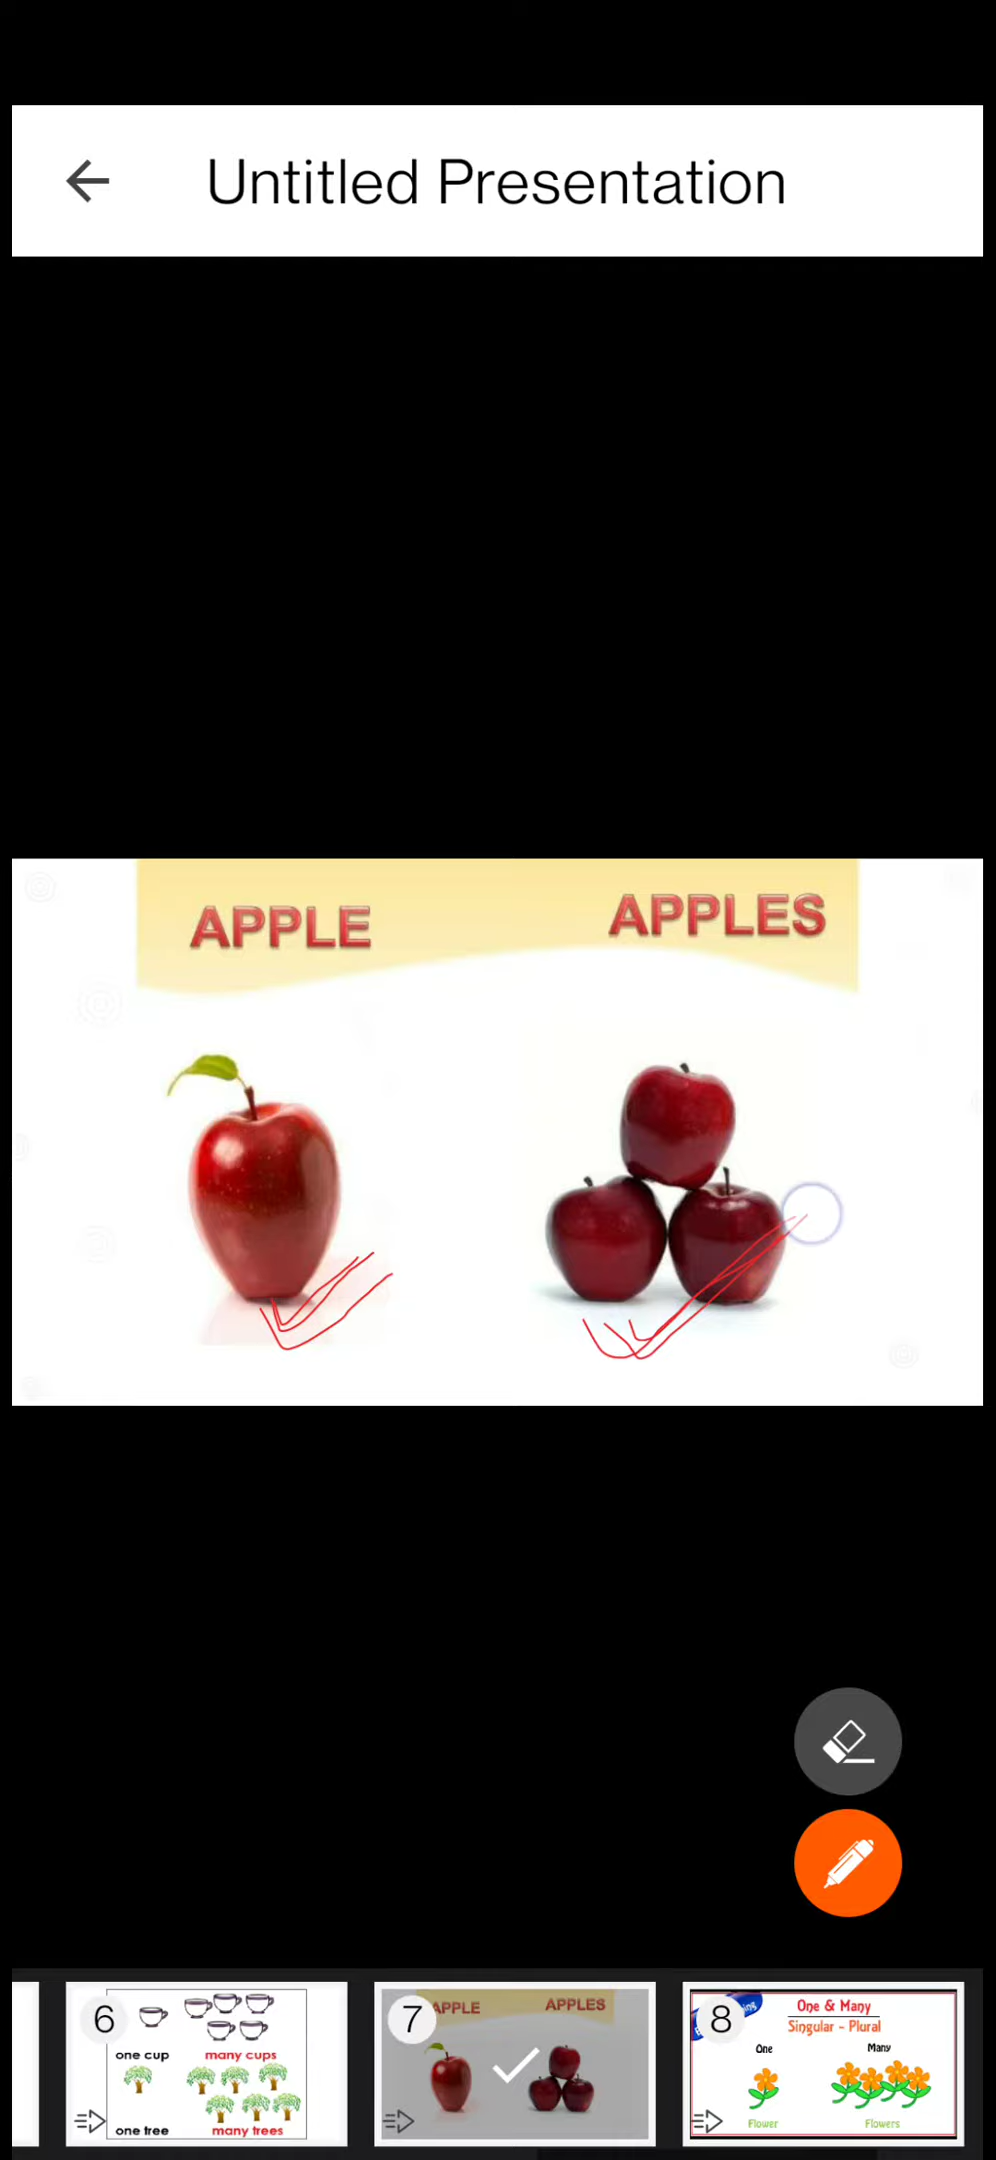 Untitled Presentation
APPLE APPLES
6
one cup many cups
one tree many trees
7
APPLE APPLES
8
One & Many
Singular - Plural
One Many
Flower Flowers